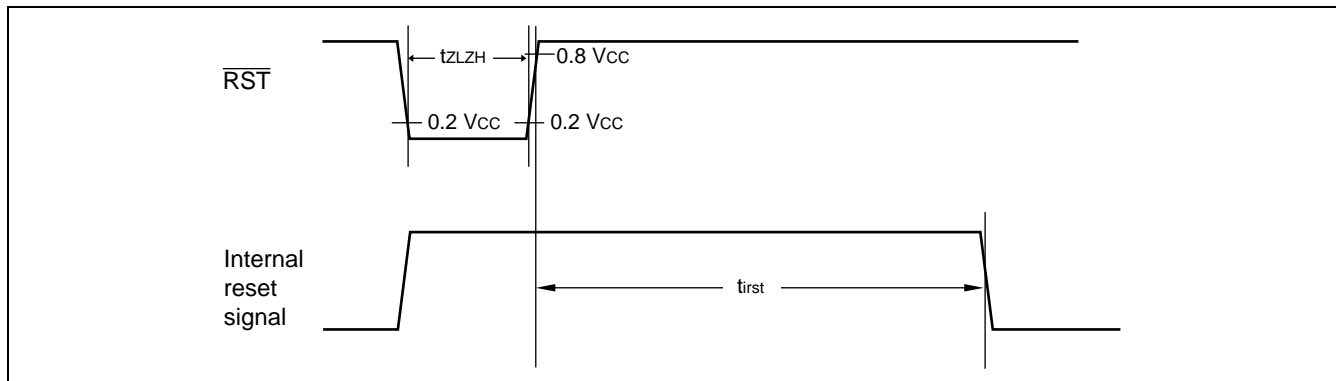 tZLZH
0.8 VCC
RST
0.2 VCC
0.2 VCC
Internal
reset
signal
tirst